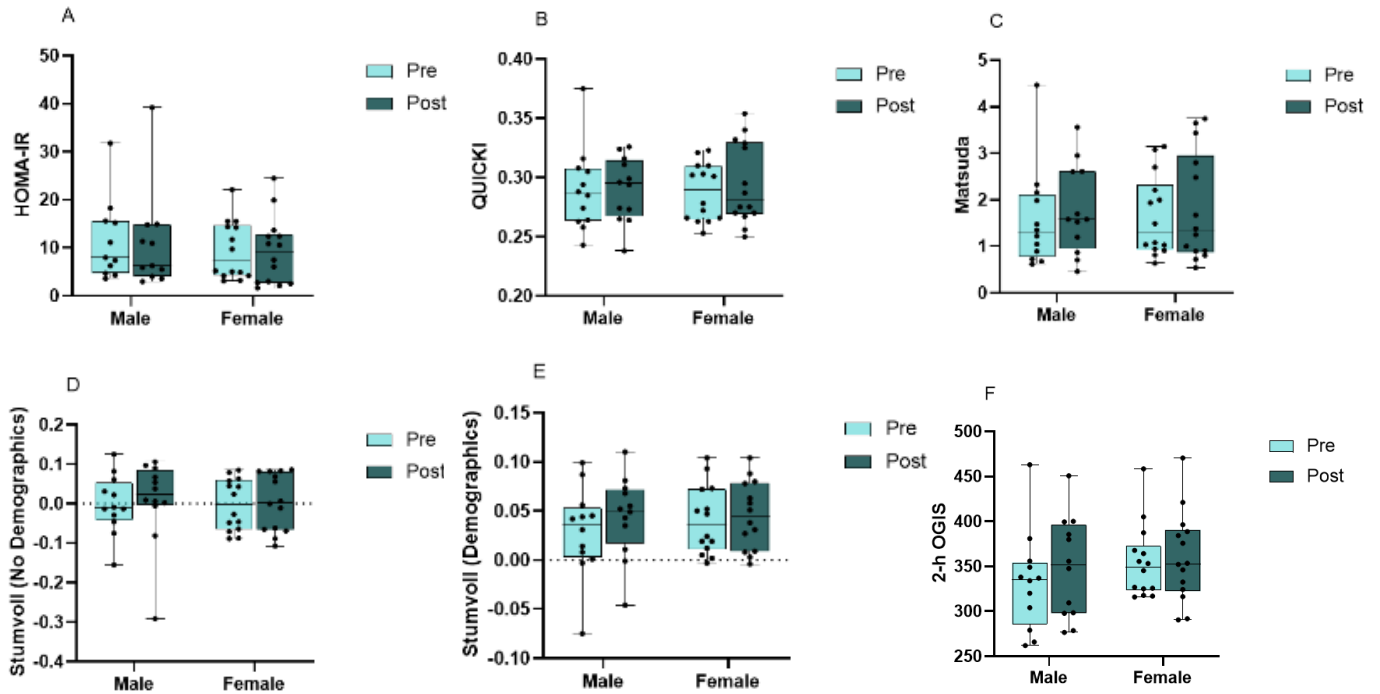 A
HOMA-IR
50
40
30
20
10
0
Male
Female
Pre
Post
B
QUICKI
0.40
0.35
0.30
0.25
0.20
Male
Female
Pre
Post
C
Matsuda
5
4
3
2
1
0
Male
Female
Pre
Post
D
Stumvoll (No Demographics)
0.2
0.1
0.0
-0.1
-0.2
-0.3
-0.4
Male
Female
Pre
Post
E
Stumvoll (Demographics)
0.15
0.10
0.05
0.00
-0.05
-0.10
Male
Female
Pre
Post
F
2-h OGIS
500
450
400
350
300
250
Male
Female
Pre
Post